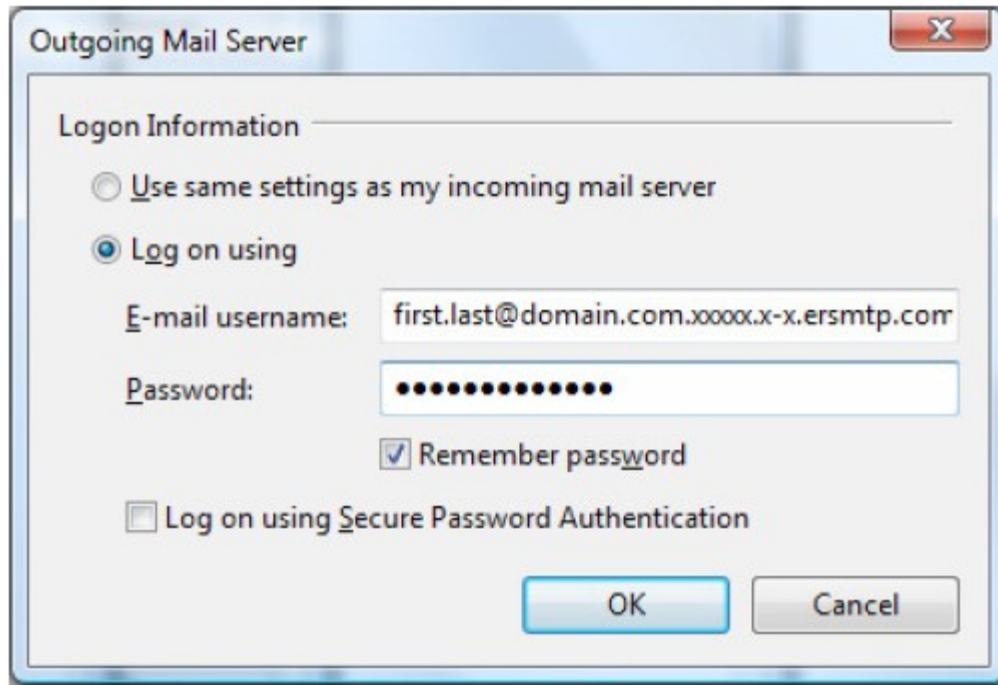 Outgoing Mail Server
Logon Information
Use same settings as my incoming mail server
Log on using
E-mail username: first.last@domain.com.xxxxx.x-x.ersmtp.com
Password: •••••••••••••
Remember password
Log on using Secure Password Authentication
OK Cancel